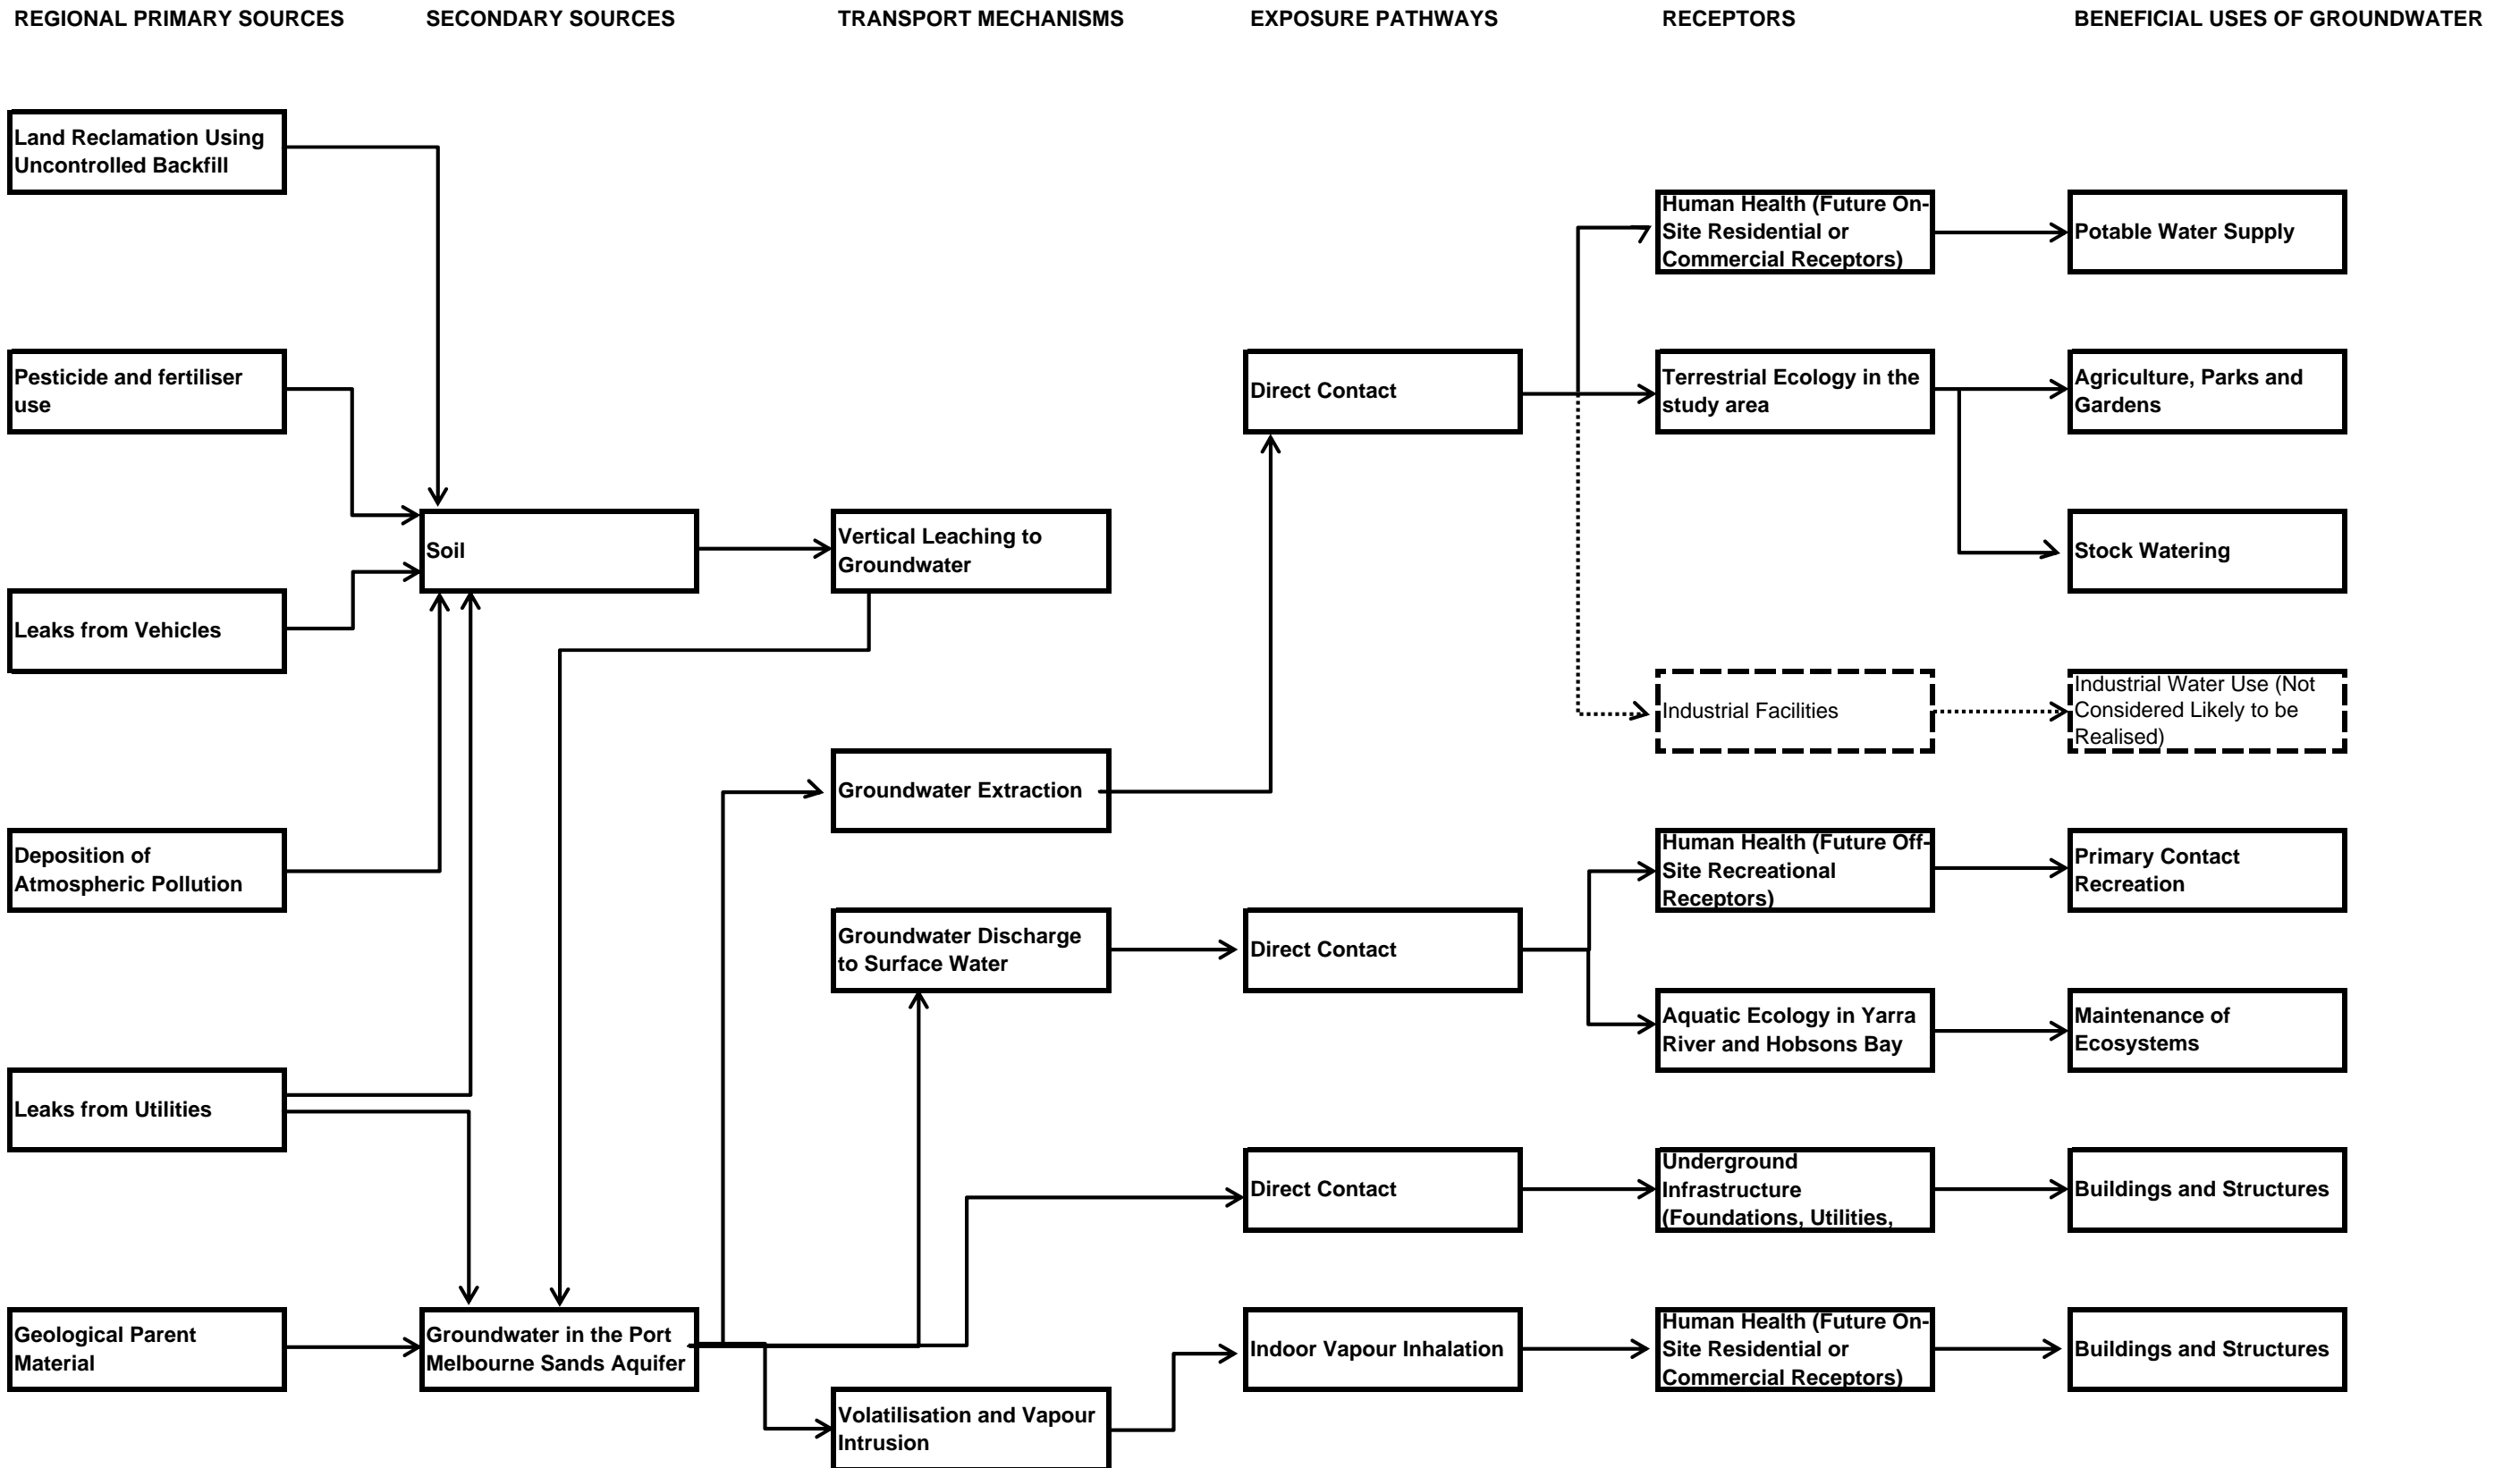 REGIONAL PRIMARY SOURCES
SECONDARY SOURCES
TRANSPORT MECHANISMS
EXPOSURE PATHWAYS
RECEPTORS
BENEFICIAL USES OF GROUNDWATER
Land Reclamation Using
Uncontrolled Backfill
Pesticide and fertiliser
use
Leaks from Vehicles
Deposition of
Atmospheric Pollution
Leaks from Utilities
Geological Parent
Material
Soil
Groundwater in the Port
Melbourne Sands Aquifer
Vertical Leaching to
Groundwater
Groundwater Extraction
Groundwater Discharge
to Surface Water
Volatilisation and Vapour
Intrusion
Direct Contact
Direct Contact
Direct Contact
Indoor Vapour Inhalation
Human Health (Future On-
Site Residential or
Commercial Receptors)
Terrestrial Ecology in the
study area
Industrial Facilities
Human Health (Future Off-
Site Recreational
Receptors)
Aquatic Ecology in Yarra
River and Hobsons Bay
Underground
Infrastructure
(Foundations, Utilities,
Human Health (Future On-
Site Residential or
Commercial Receptors)
Potable Water Supply
Agriculture, Parks and
Gardens
Stock Watering
Industrial Water Use (Not
Considered Likely to be
Realised)
Primary Contact
Recreation
Maintenance of
Ecosystems
Buildings and Structures
Buildings and Structures